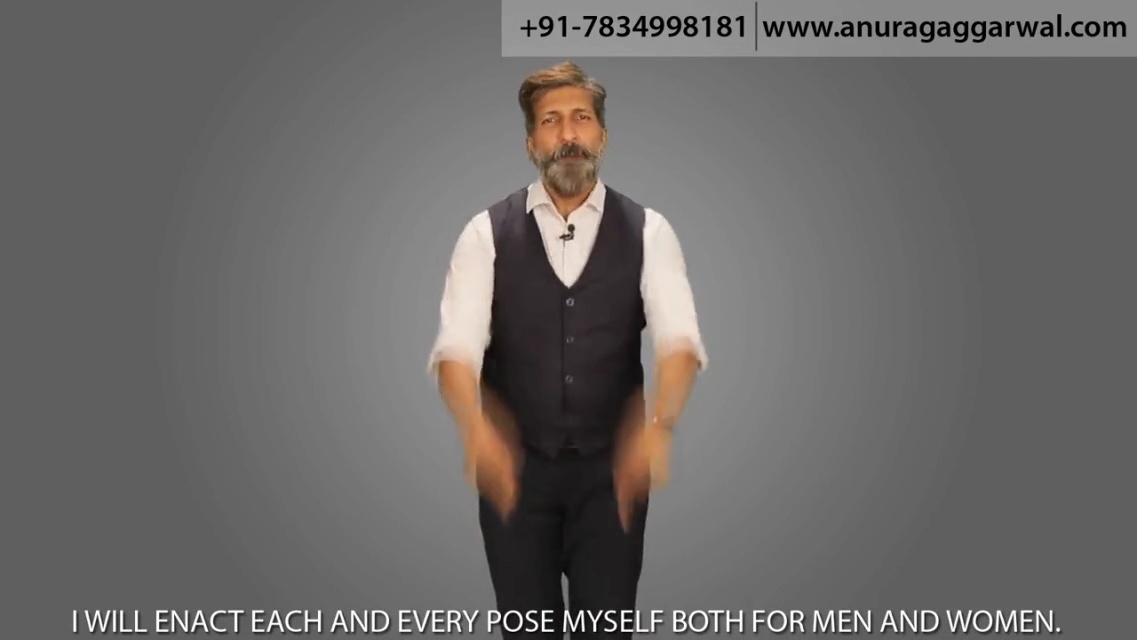 +91-7834998181 | www.anuragaggarwal.com
I WILL ENACT EACH AND EVERY POSE MYSELF BOTH FOR MEN AND WOMEN.